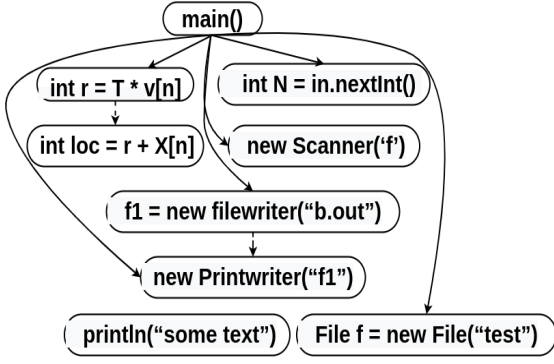 main()
int r = T * v[n]
int N = in.nextInt()
int loc = r + X[n]
new Scanner(‘f’)
f1 = new filewriter(“b.out”)
new Printwriter(“f1”)
println(“some text”)
File f = new File(“test”)